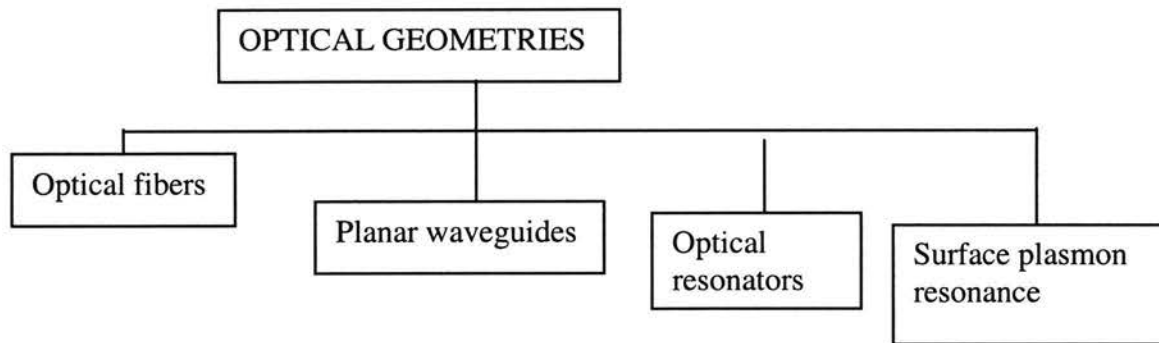 OPTICAL GEOMETRIES
Optical fibers
Planar waveguides
Optical
resonators
Surface plasmon
resonance